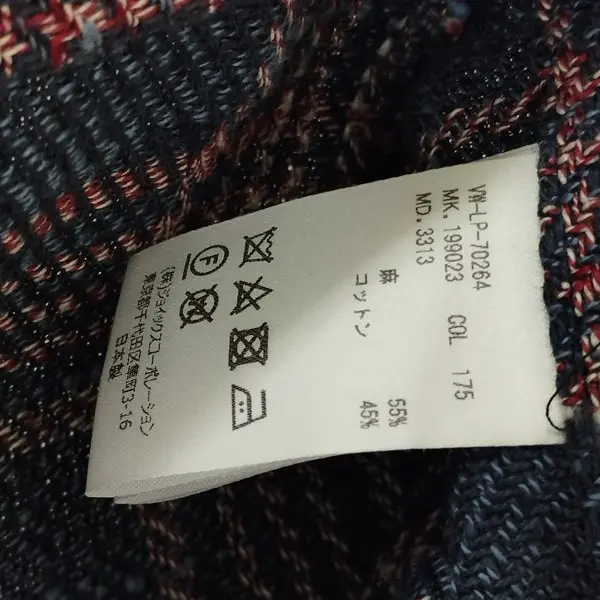 VW-LP-70264
MK. 199023 COL 175
MD. 3313
麻 55%
コットン 45%
F
(株)ジョイックスコーポレーション
東京都千代田区麹町3-16
日本製